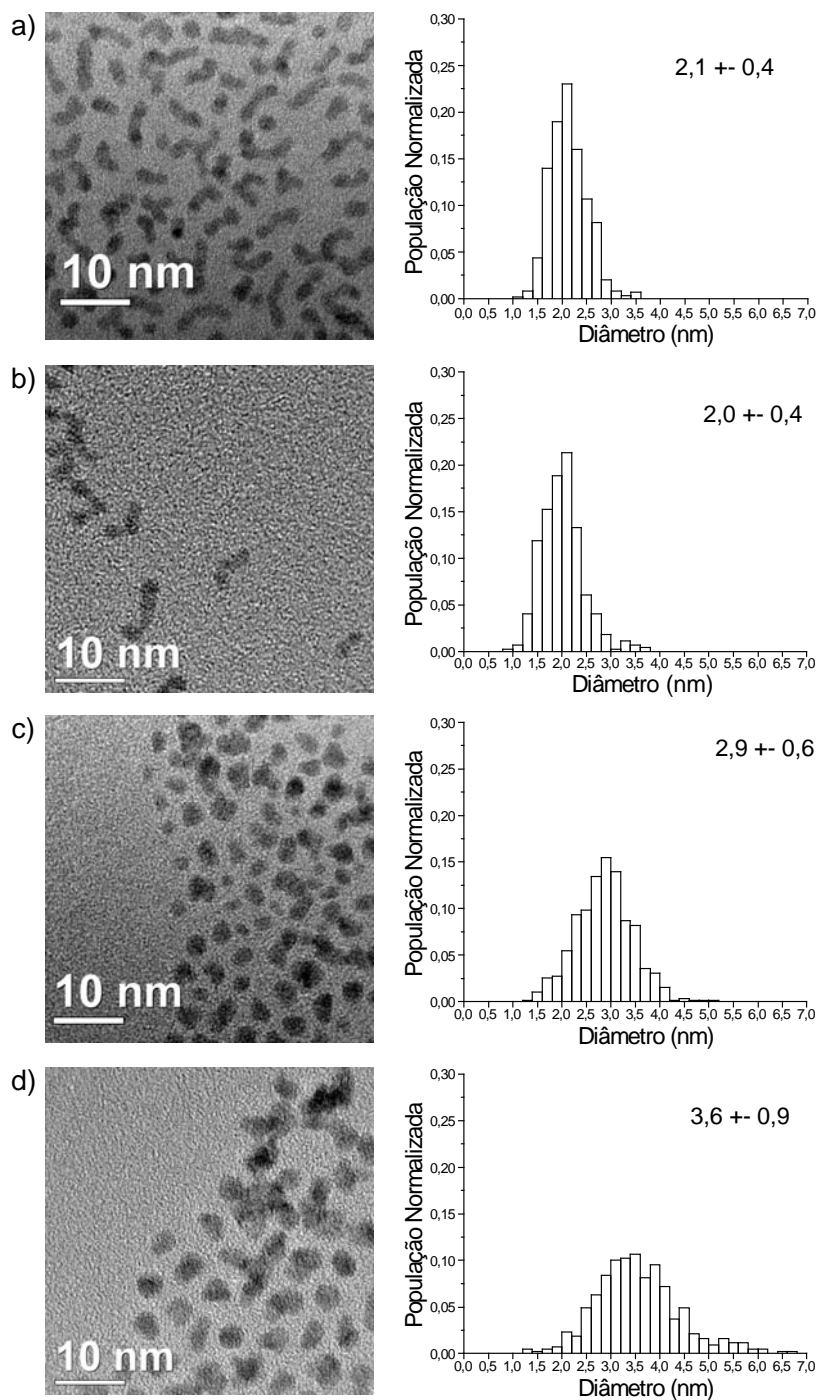 a)
10 nm
População Normalizada
0,30
0,25
0,20
0,15
0,10
0,05
0,00
2,1 +- 0,4
0,0 0,5 1,0 1,5 2,0 2,5 3,0 3,5 4,0 4,5 5,0 5,5 6,0 6,5 7,0
Diâmetro (nm)
b)
10 nm
População Normalizada
0,30
0,25
0,20
0,15
0,10
0,05
0,00
2,0 +- 0,4
0,0 0,5 1,0 1,5 2,0 2,5 3,0 3,5 4,0 4,5 5,0 5,5 6,0 6,5 7,0
Diâmetro (nm)
c)
10 nm
População Normalizada
0,30
0,25
0,20
0,15
0,10
0,05
0,00
2,9 +- 0,6
0,0 0,5 1,0 1,5 2,0 2,5 3,0 3,5 4,0 4,5 5,0 5,5 6,0 6,5 7,0
Diâmetro (nm)
d)
10 nm
População Normalizada
0,30
0,25
0,20
0,15
0,10
0,05
0,00
3,6 +- 0,9
0,0 0,5 1,0 1,5 2,0 2,5 3,0 3,5 4,0 4,5 5,0 5,5 6,0 6,5 7,0
Diâmetro (nm)